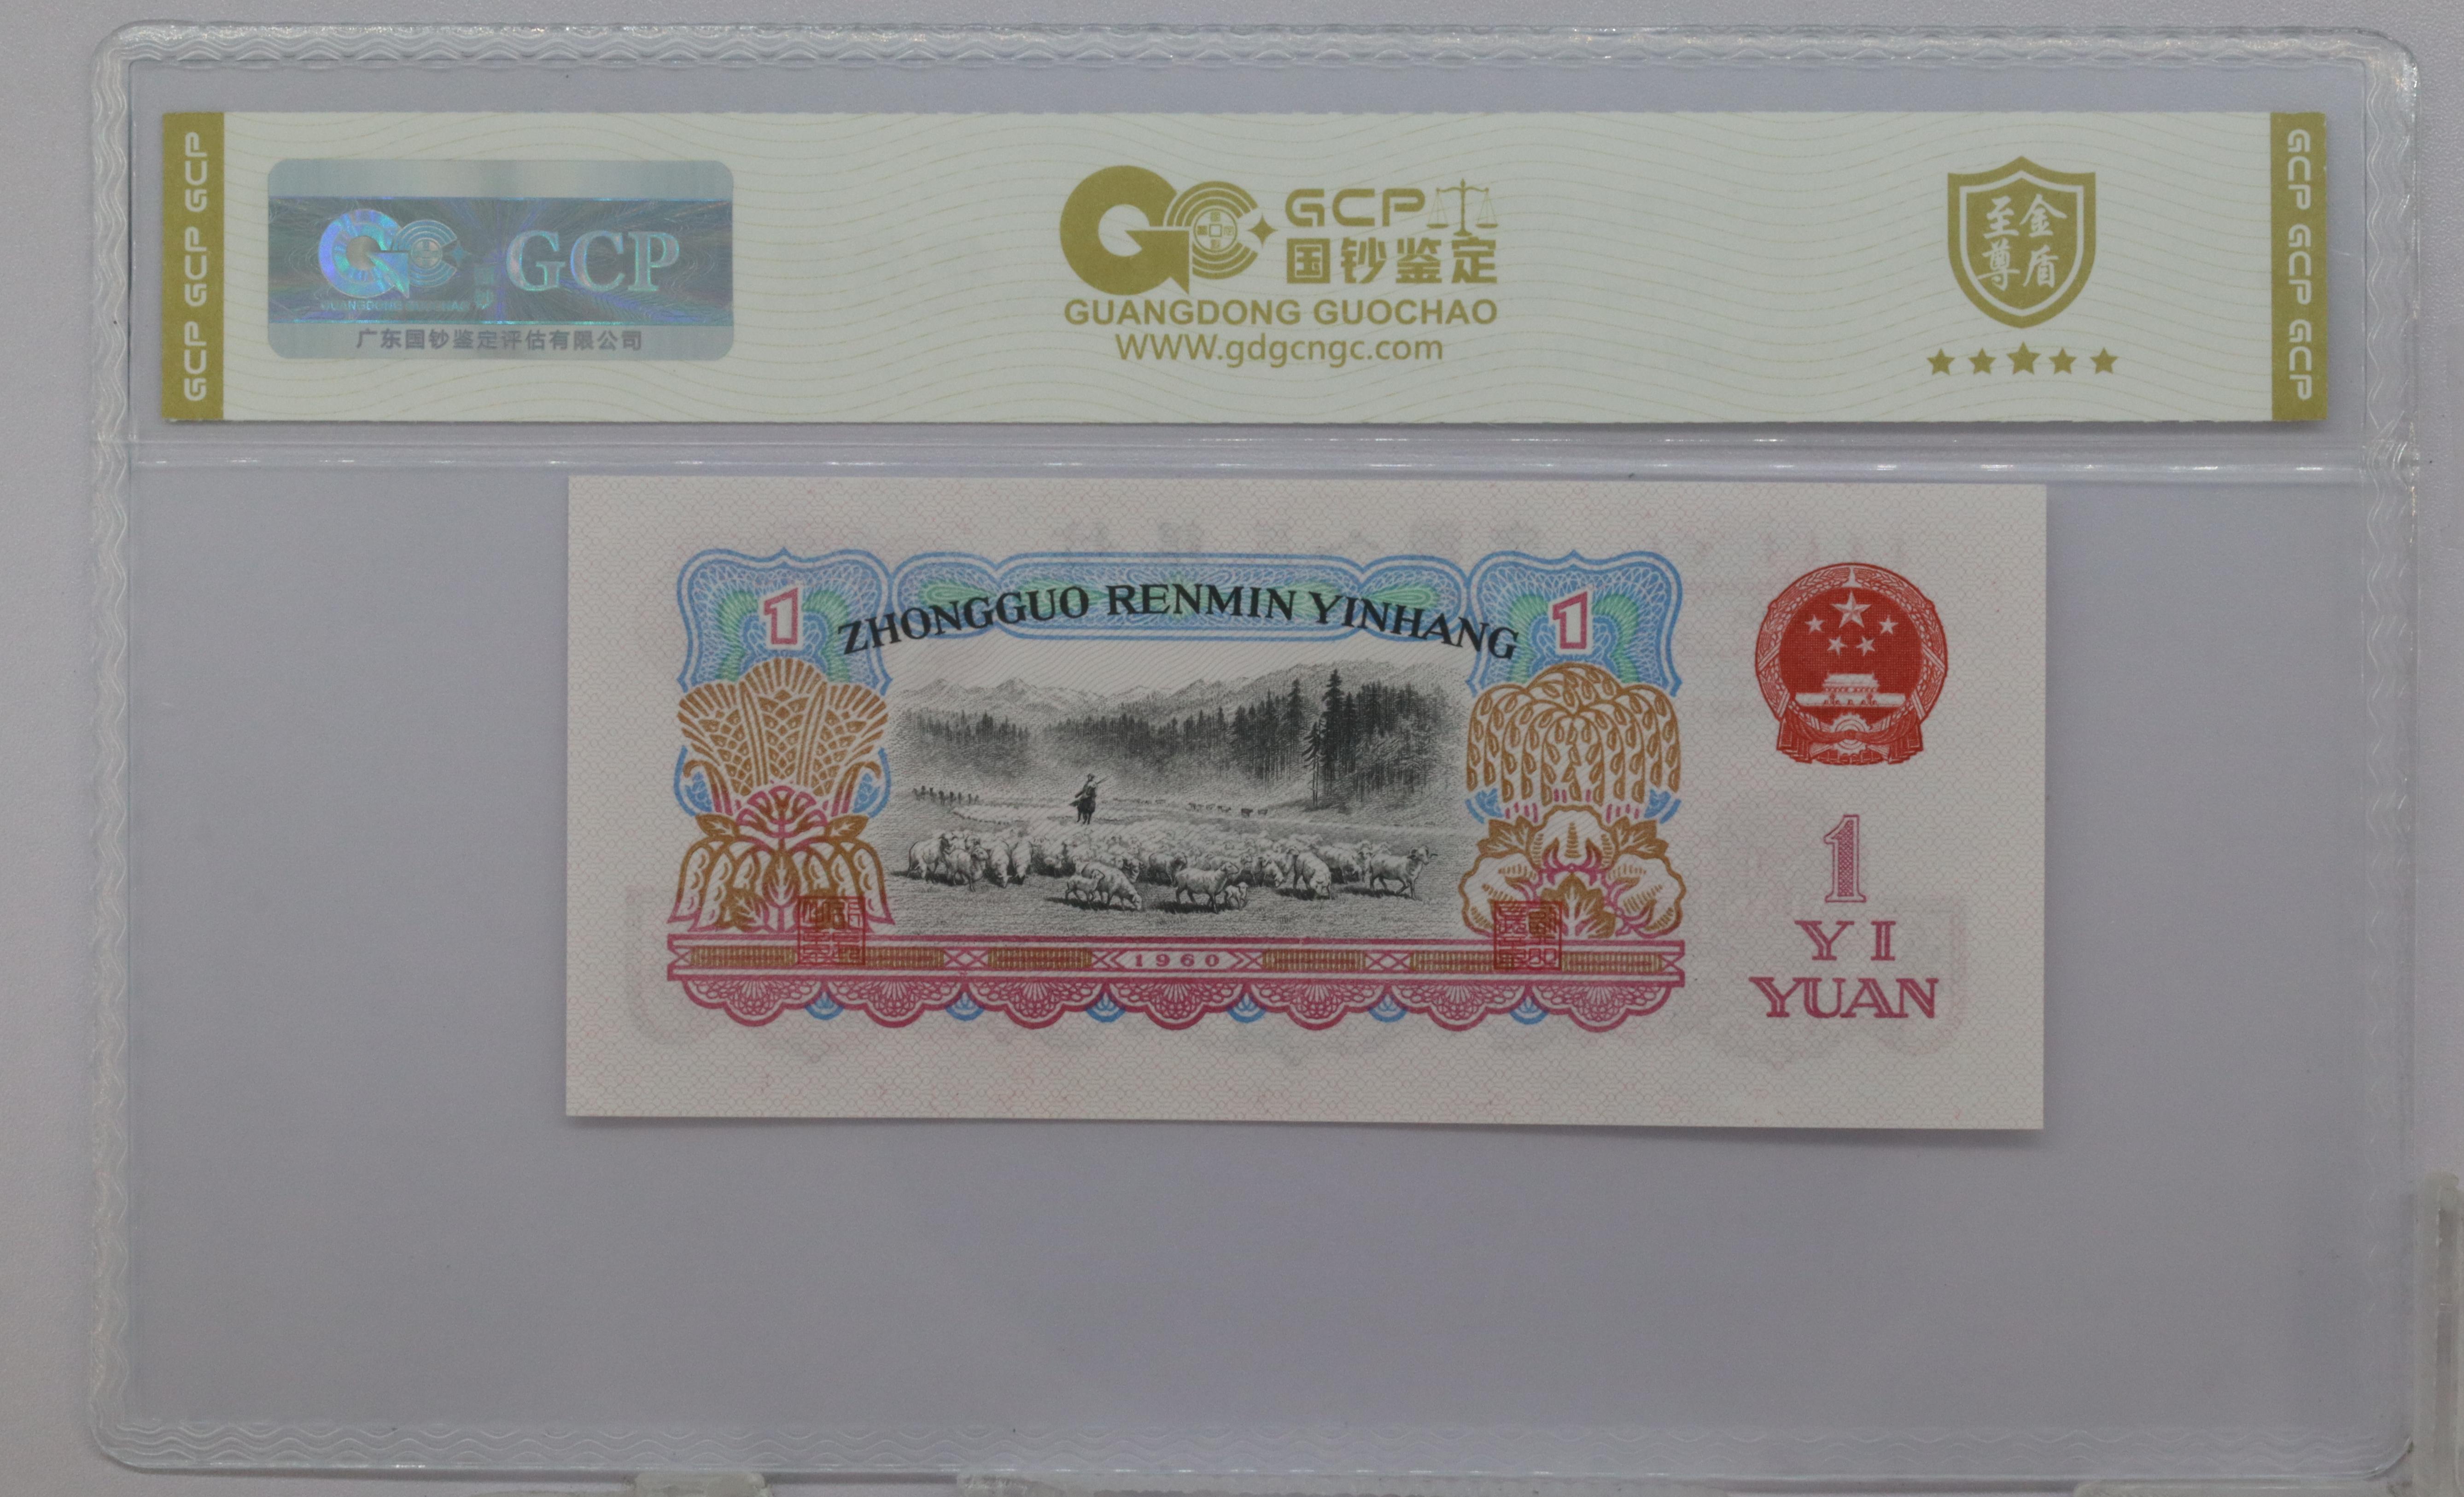 GCP GCP GCP
GCP
GUANGDONG GUOCHAO
广东国钞鉴定评估有限公司
GCP
国钞鉴定
GUANGDONG GUOCHAO
WWW.gdgcngc.com
至尊
金盾
GCP GCP GCP
1
ZHONGGUO RENMIN YINHANG
1
1960
1
YI
YUAN